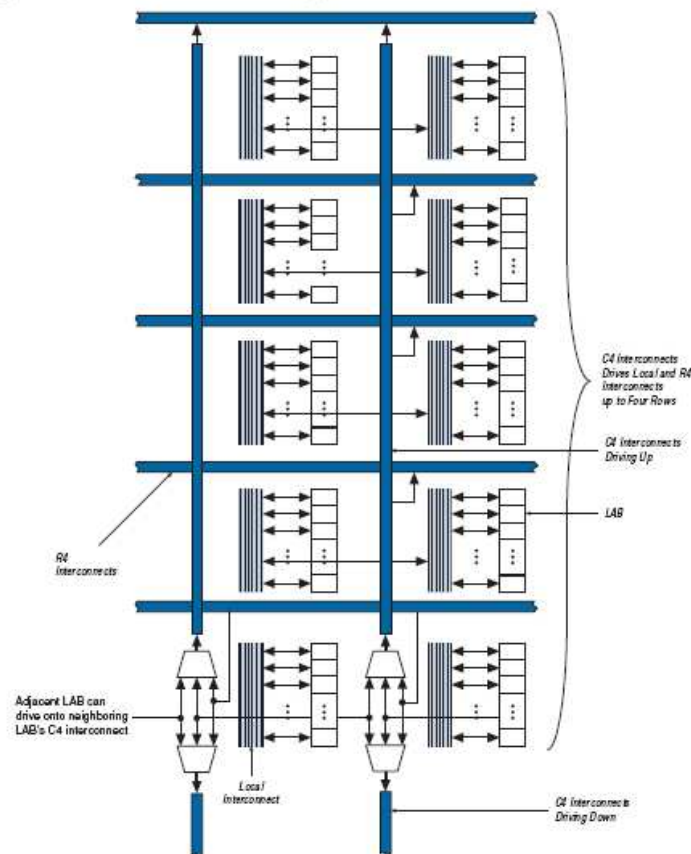 C4 Interconnects
Drives Local and R4
Interconnects
up to Four Rows
C4 Interconnects
Driving Up
LAB
R4
Interconnects
Adjacent LAB can
drive onto neighboring
LAB's C4 interconnect
Local
Interconnect
C4 Interconnects
Driving Down